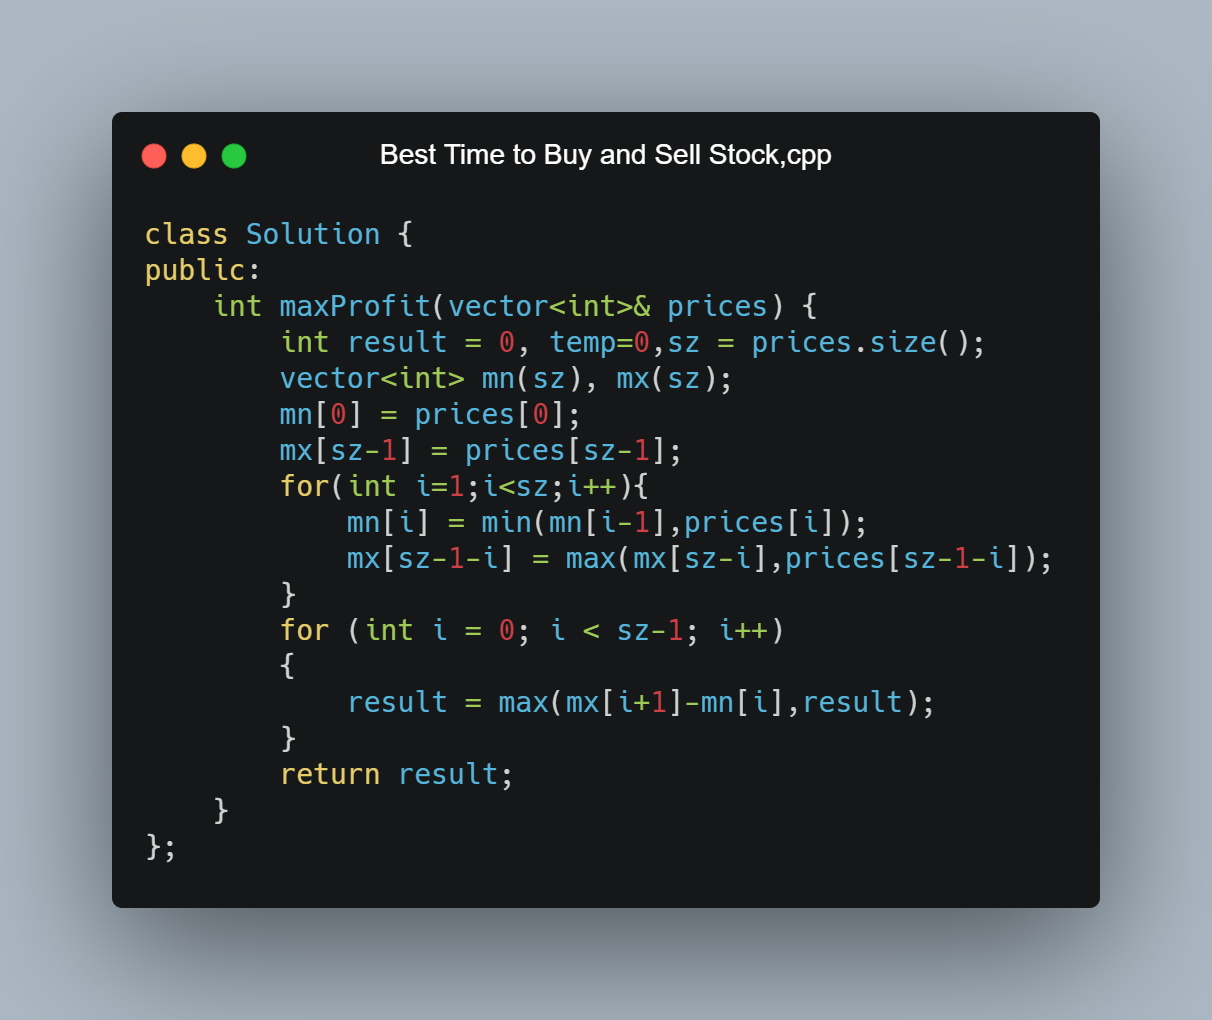 Best Time to Buy and Sell Stock,cpp
class Solution {
public:
    int maxProfit(vector<int>& prices) {
        int result = 0, temp=0,sz = prices.size();
        vector<int> mn(sz), mx(sz);
        mn[0] = prices[0];
        mx[sz-1] = prices[sz-1];
        for(int i=1;i<sz;i++){
            mn[i] = min(mn[i-1],prices[i]);
            mx[sz-1-i] = max(mx[sz-i],prices[sz-1-i]);
        }
        for (int i = 0; i < sz-1; i++)
        {
            result = max(mx[i+1]-mn[i],result);
        }
        return result;
    }
};